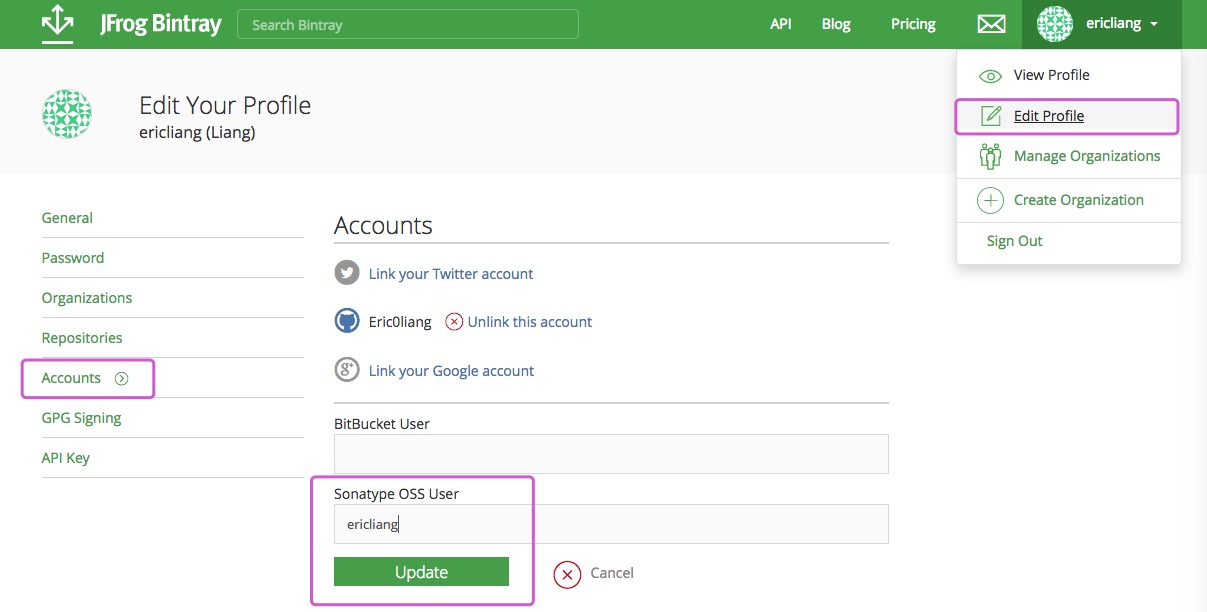 JFrog Bintray
Search Bintray
API
Blog
Pricing
ericliang
View Profile
Edit Profile
Manage Organizations
Create Organization
Sign Out
Edit Your Profile
ericliang (Liang)
General
Password
Organizations
Repositories
Accounts
GPG Signing
API Key
Accounts
Link your Twitter account
Eric0liang Unlink this account
g+ Link your Google account
BitBucket User
Sonatype OSS User
ericliang
Update Cancel